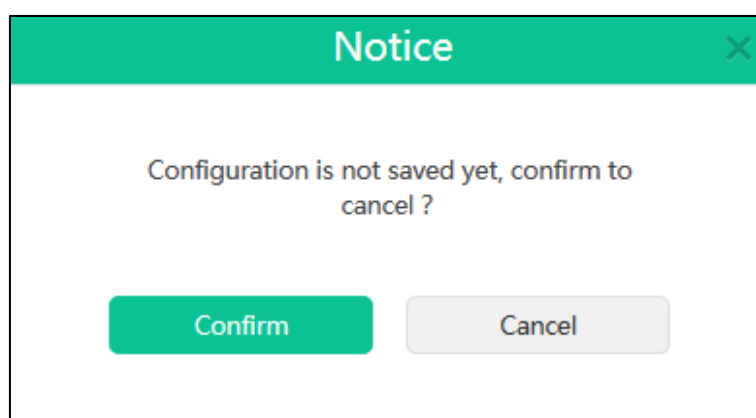 Notice
Configuration is not saved yet, confirm to
cancel ?
Confirm
Cancel